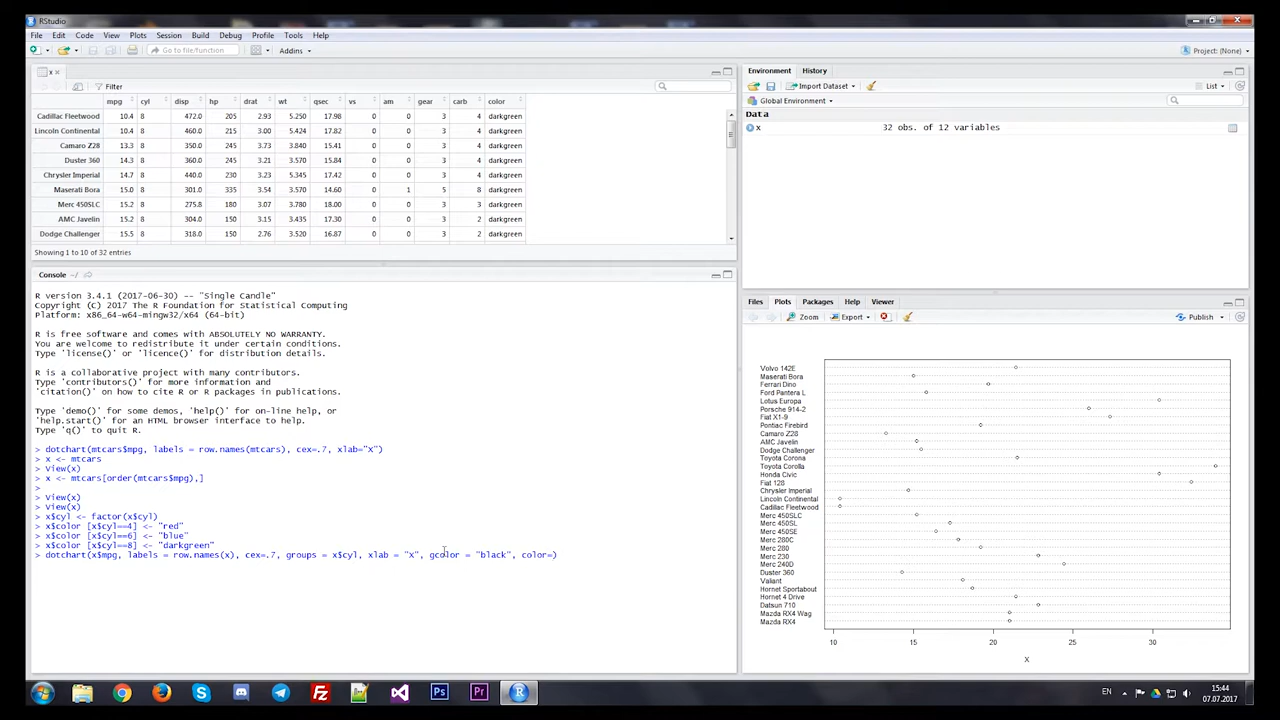 RStudio
File Edit Code View Plots Session Build Debug Profile Tools Help
Go to file/function Addins Project: (None)
x
Filter
mpg cyl disp hp drat wt qsec vs am gear carb color
Cadillac Fleetwood 10.4 8 472.0 205 2.93 5.250 17.98 0 0 3 4 darkgreen
Lincoln Continental 10.4 8 460.0 215 3.00 5.424 17.82 0 0 3 4 darkgreen
Camaro Z28 13.3 8 350.0 245 3.73 3.840 15.41 0 0 3 4 darkgreen
Duster 360 14.3 8 360.0 245 3.21 3.570 15.84 0 0 3 4 darkgreen
Chrysler Imperial 14.7 8 440.0 230 3.23 5.345 17.42 0 0 3 4 darkgreen
Maserati Bora 15.0 8 301.0 335 3.54 3.570 14.60 0 1 5 8 darkgreen
Merc 450SLC 15.2 8 275.8 180 3.07 3.780 18.00 0 0 3 3 darkgreen
AMC Javelin 15.2 8 304.0 150 3.15 3.435 17.30 0 0 3 2 darkgreen
Dodge Challenger 15.5 8 318.0 150 2.76 3.520 16.87 0 0 3 2 darkgreen
Showing 1 to 10 of 32 entries
Console ~/
R version 3.4.1 (2017-06-30) -- "Single Candle"
Copyright (C) 2017 The R Foundation for Statistical Computing
Platform: x86_64-w64-mingw32/x64 (64-bit)
R is free software and comes with ABSOLUTELY NO WARRANTY.
You are welcome to redistribute it under certain conditions.
Type 'license()' or 'licence()' for distribution details.
R is a collaborative project with many contributors.
Type 'contributors()' for more information and
'citation()' on how to cite R or R packages in publications.
Type 'demo()' for some demos, 'help()' for on-line help, or
'help.start()' for an HTML browser interface to help.
Type 'q()' to quit R.
> dotchart(mtcars$mpg, labels = row.names(mtcars), cex=.7, xlab="X")
> x <- mtcars
> View(x)
> x <- mtcars[order(mtcars$mpg),]
>
> View(x)
> View(x)
> x$cyl <- factor(x$cyl)
> x$color [x$cyl==4] <- "red"
> x$color [x$cyl==6] <- "blue"
> x$color [x$cyl==8] <- "darkgreen"
> dotchart(x$mpg, labels = row.names(x), cex=.7, groups = x$cyl, xlab = "X", gcolor = "black", color=)
Environment History
Import Dataset List
Global Environment
Data
x 32 obs. of 12 variables
Files Plots Packages Help Viewer
Zoom Export Publish
Volvo 142E
Maserati Bora
Ferrari Dino
Ford Pantera L
Lotus Europa
Porsche 914-2
Fiat X1-9
Pontiac Firebird
Camaro Z28
AMC Javelin
Dodge Challenger
Toyota Corona
Toyota Corolla
Honda Civic
Fiat 128
Chrysler Imperial
Lincoln Continental
Cadillac Fleetwood
Merc 450SLC
Merc 450SL
Merc 450SE
Merc 280C
Merc 280
Merc 230
Merc 240D
Duster 360
Valiant
Hornet Sportabout
Hornet 4 Drive
Datsun 710
Mazda RX4 Wag
Mazda RX4
10 15 20 25 30
X
Ps Pr R
EN 15:44
07.07.2017